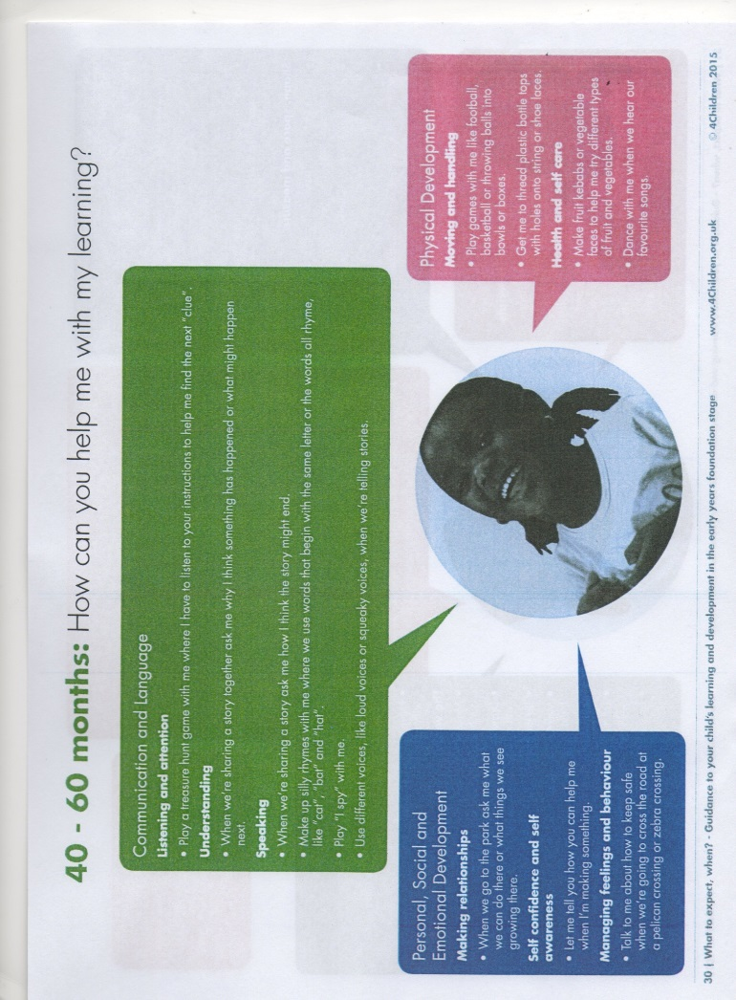 40 - 60 months: How can you help me with my learning?
Communication and Language
Listening and attention
• Play a treasure hunt game with me where I have to listen to your instructions to help me find the next "clue".
Understanding
• When we're sharing a story together ask me why I think something has happened or what might happen
next.
Speaking
• When we're sharing a story ask me how I think the story might end.
• Make up silly rhymes with me where we use words that begin with the same letter or the words all rhyme,
like "cat", "bat" and "hat".
• Play "I spy" with me.
• Use different voices, like loud voices or squeaky voices, when we're telling stories.
Personal, Social and
Emotional Development
Making relationships
• When we go to the park ask me what
we can do there or what things we see
growing there.
Self confidence and self
awareness
• Let me tell you how you can help me
when I'm making something.
Managing feelings and behaviour
• Talk to me about how to keep safe
when we're going to cross the road at
a pelican crossing or zebra crossing.
Physical Development
Moving and handling
• Play games with me like football,
basketball or throwing balls into
bowls or boxes.
• Get me to thread plastic bottle tops
with holes onto string or shoe laces.
Health and self care
• Make fruit kebabs or vegetable
faces to help me try different types
of fruit and vegetables.
• Dance with me when we hear our
favourite songs.
30 | What to expect, when? - Guidance to your child's learning and development in the early years foundation stage www.4Children.org.uk © 4Children 2015